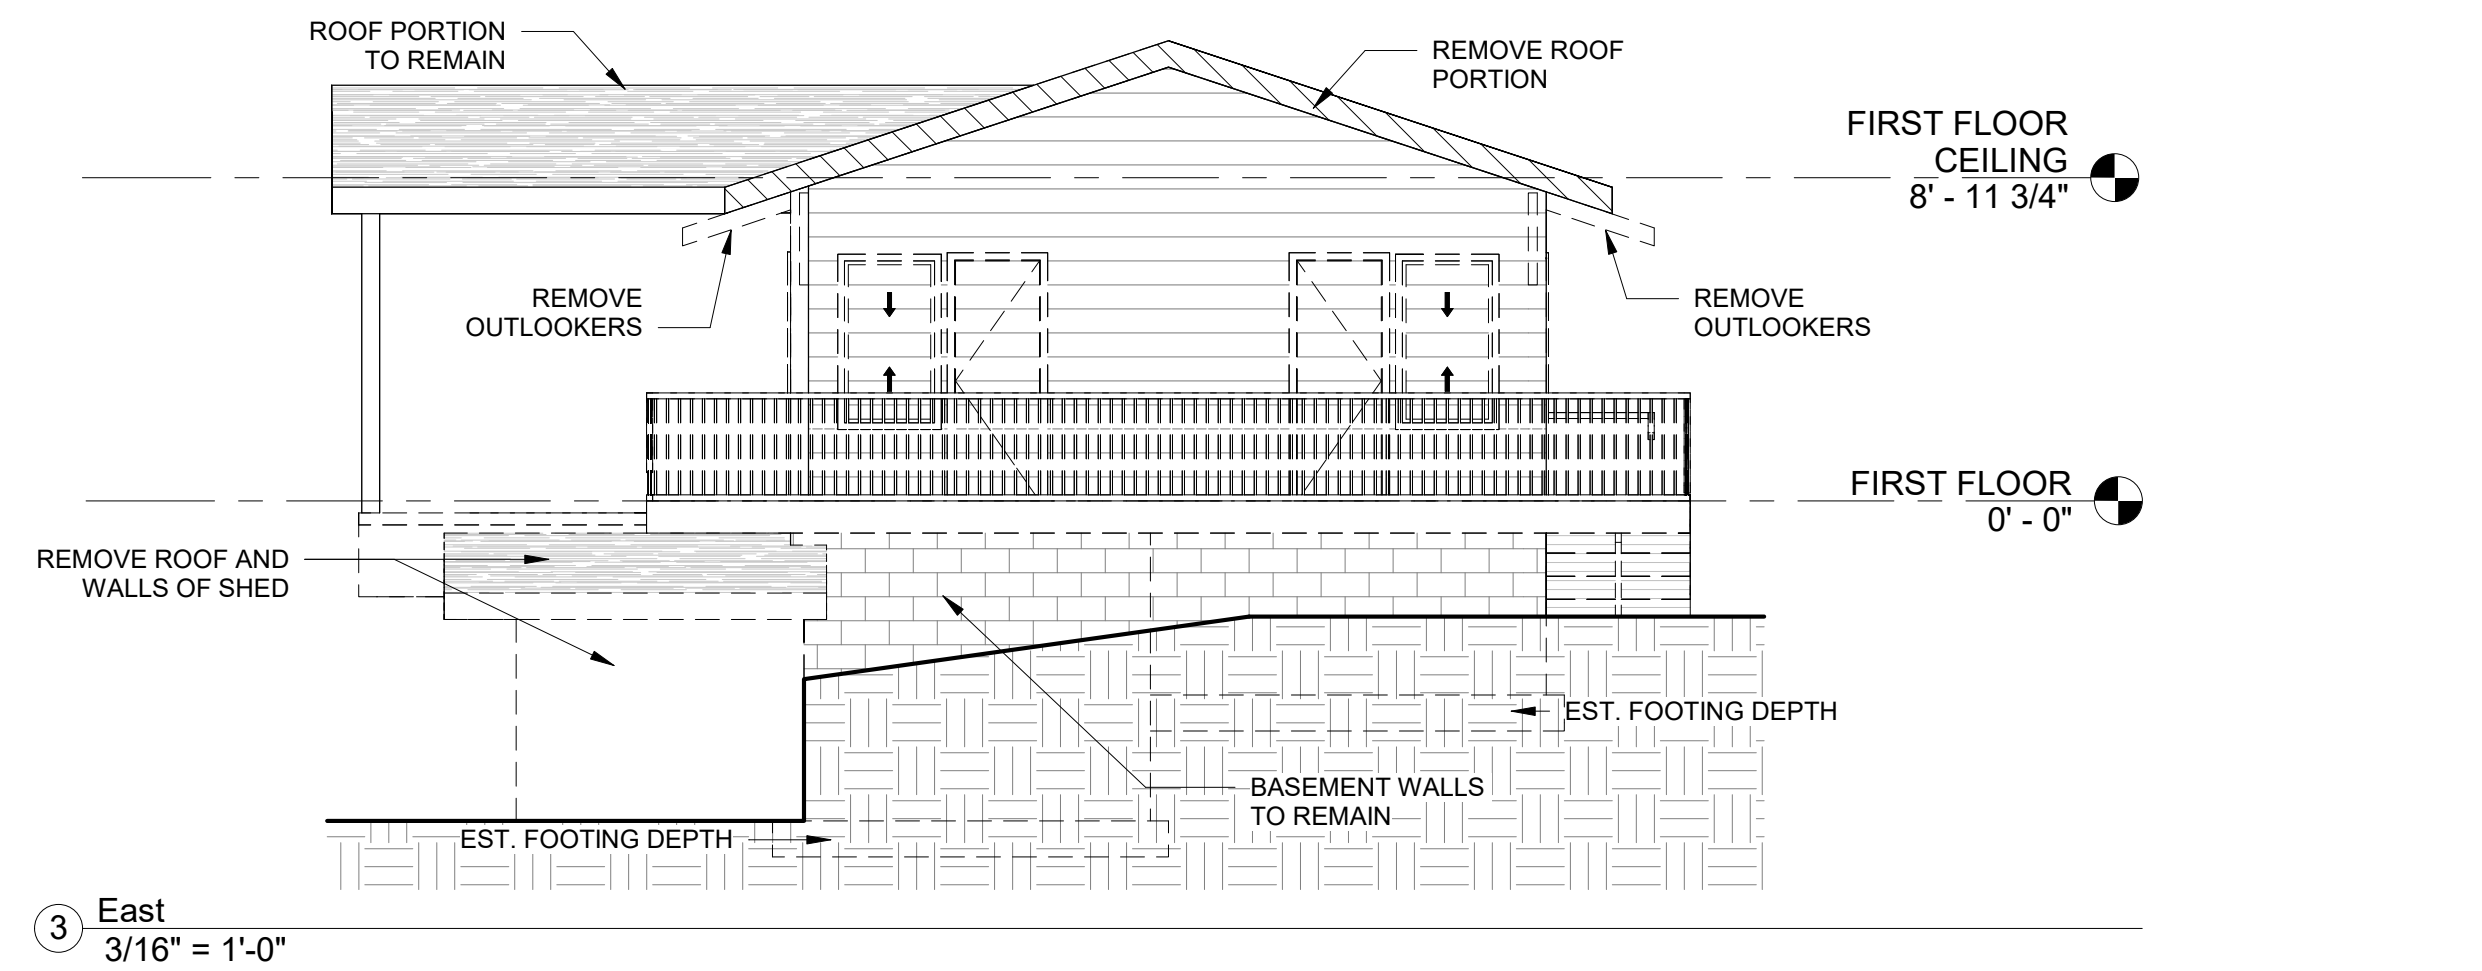 ROOF PORTION
TO REMAIN
REMOVE ROOF
PORTION
FIRST FLOOR
CEILING
8' - 11 3/4"
REMOVE
OUTLOOKERS
REMOVE
OUTLOOKERS
FIRST FLOOR
0' - 0"
REMOVE ROOF AND
WALLS OF SHED
EST. FOOTING DEPTH
BASEMENT WALLS
TO REMAIN
EST. FOOTING DEPTH
3
East
3/16" = 1'-0"